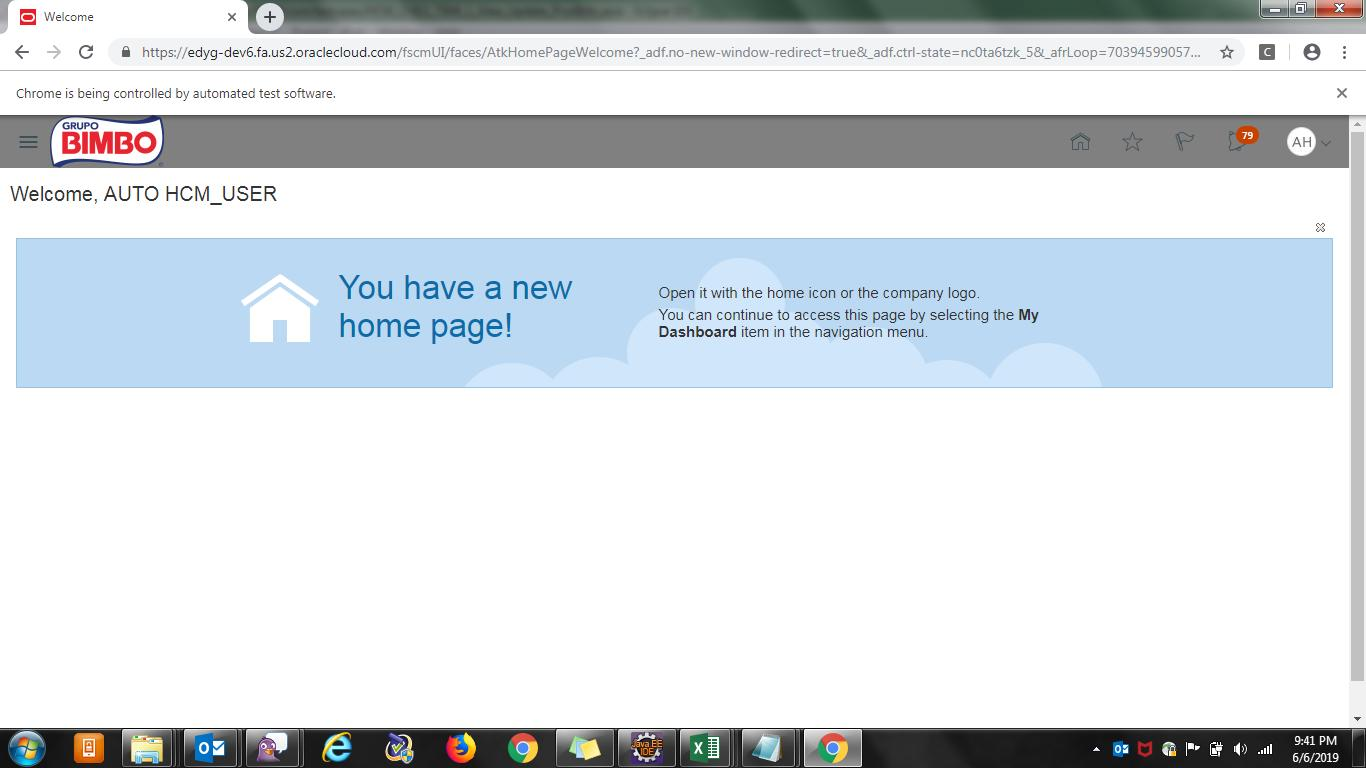 Welcome
https://edyg-dev6.fa.us2.oraclecloud.com/fscmUI/faces/AtkHomePageWelcome?_adf.no-new-window-redirect=true&_adf.ctrl-state=nc0ta6tzk_5&_afrLoop=70394599057...
C
Chrome is being controlled by automated test software.
GRUPO
BIMBO
79
AH
Welcome, AUTO HCM_USER
You have a new
home page!
Open it with the home icon or the company logo.
You can continue to access this page by selecting the My
Dashboard item in the navigation menu.
Java EE
IDE
9:41 PM
6/6/2019